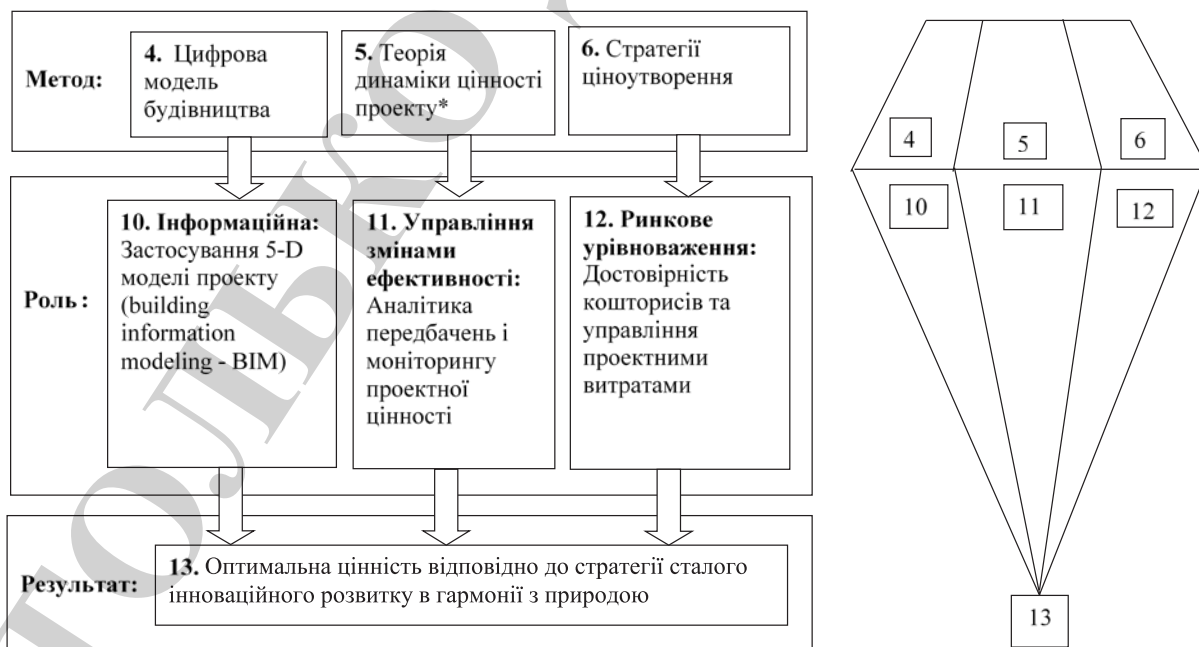 Метод:
4. Цифрова
модель
будівництва
5. Теорія
динаміки цінності
проекту*
6. Стратегії
ціноутворення
Роль :
10. Інформаційна:
Застосування 5-D
моделі проекту
(building
information
modeling - BIM)
11. Управління
змінами
ефективності:
Аналітика
передбачень і
моніторингу
проектної
цінності
12. Ринкове
урівноваження:
Достовірність
кошторисів та
управління
проектними
витратами
Результат:
13. Оптимальна цінність відповідно до стратегії сталого
інноваційного розвитку в гармонії з природою
4
5
6
10
11
12
13
ТОЛЬКО